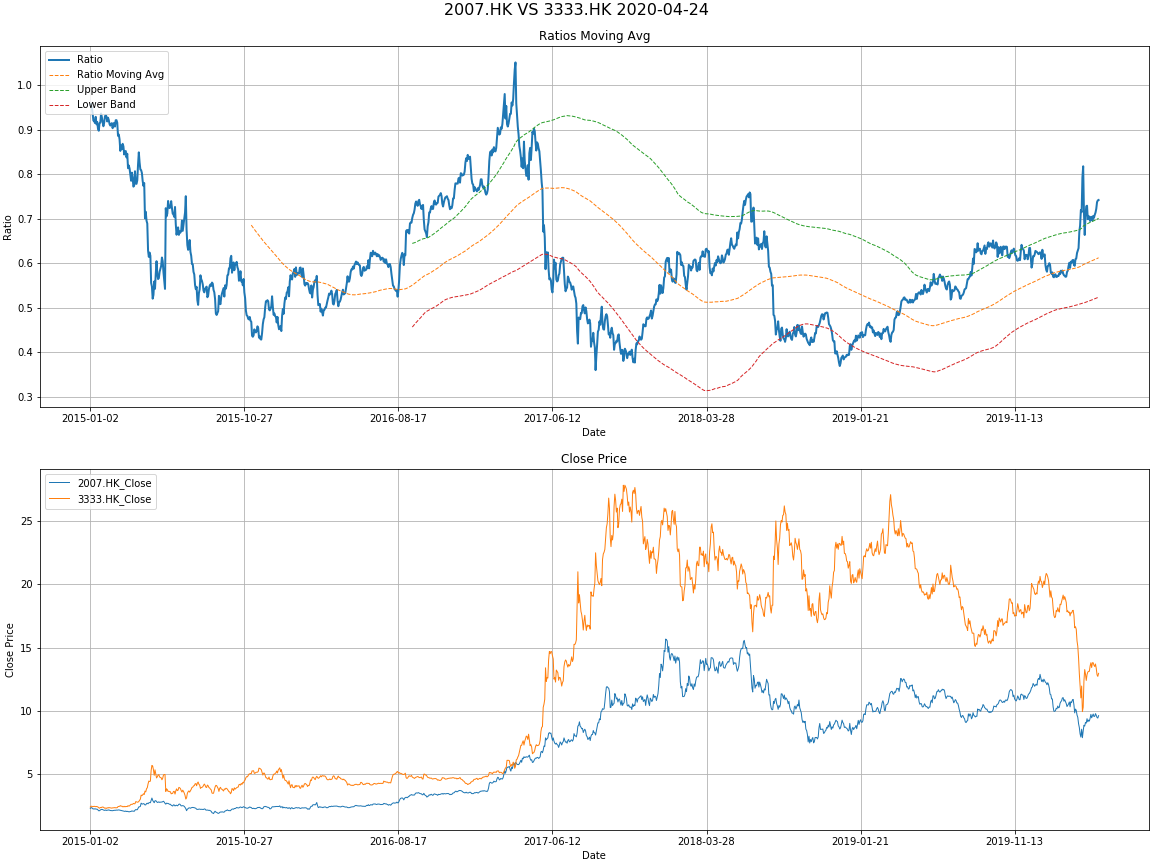 2007.HK VS 3333.HK 2020-04-24
Ratios Moving Avg
Ratio
Ratio Moving Avg
Upper Band
Lower Band
1.0
0.9
0.8
0.7
0.6
0.5
0.4
0.3
Ratio
2015-01-02 2015-10-27 2016-08-17 2017-06-12 2018-03-28 2019-01-21 2019-11-13
Date
Close Price
2007.HK_Close
3333.HK_Close
25
20
15
10
5
Close Price
2015-01-02 2015-10-27 2016-08-17 2017-06-12 2018-03-28 2019-01-21 2019-11-13
Date